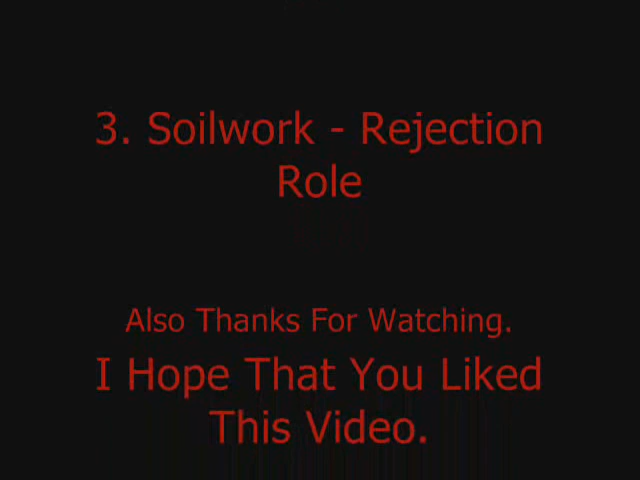 3. Soilwork - Rejection
Role
Also Thanks For Watching.
I Hope That You Liked
This Video.